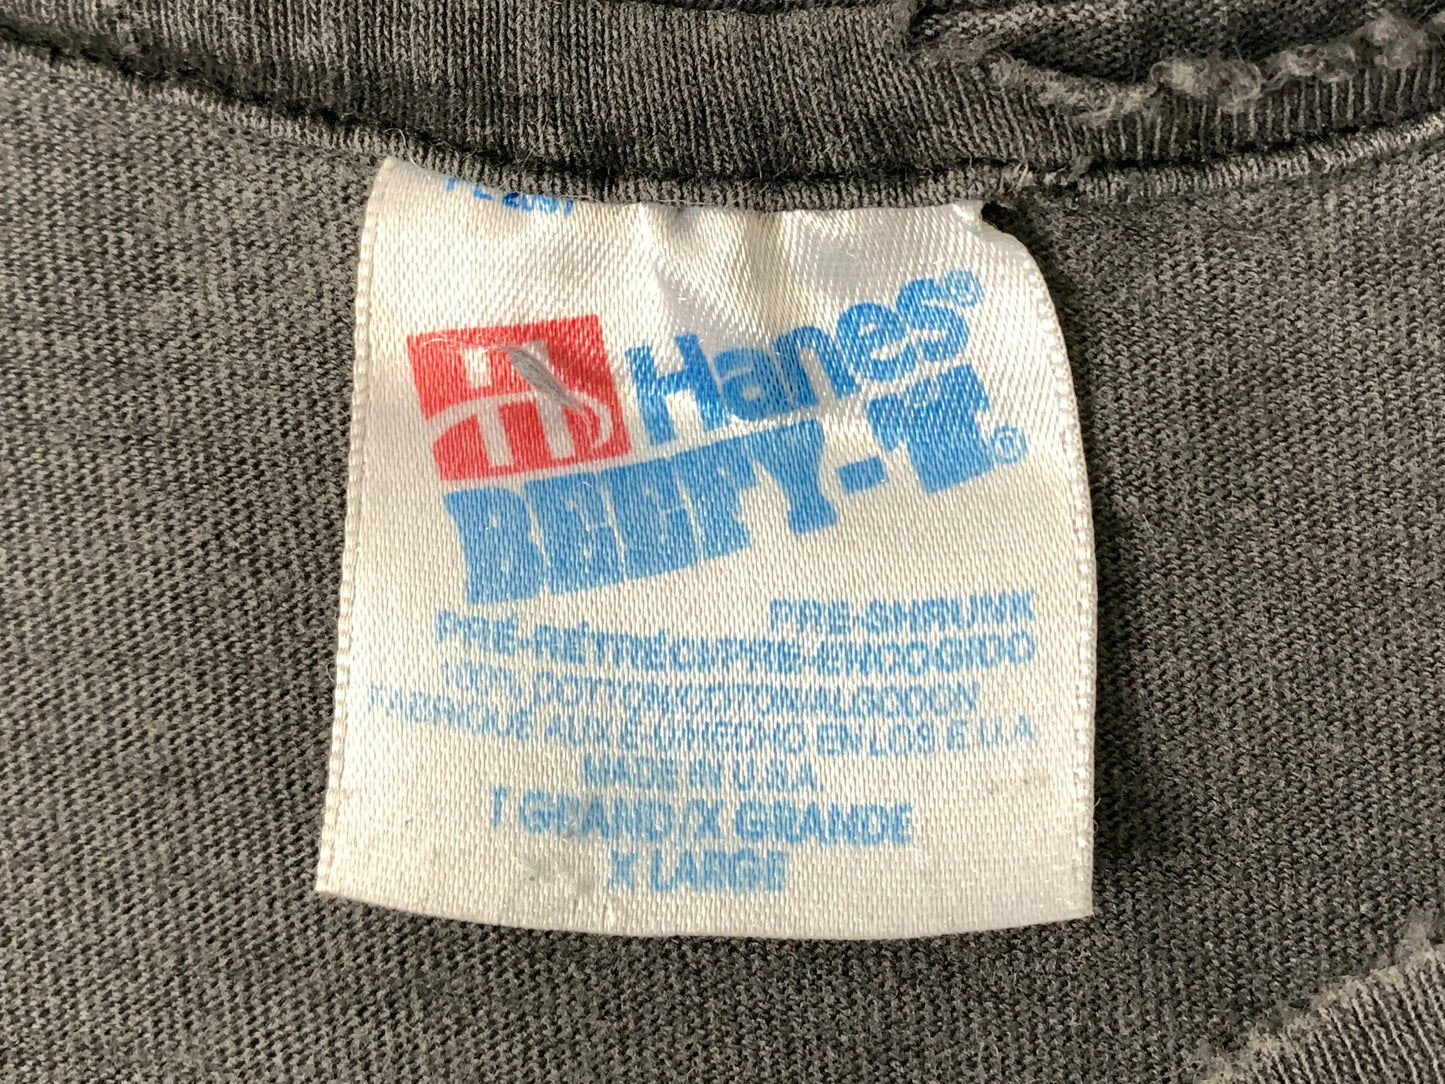 Hanes®
BEEFY-T®
PRE-SHRUNK
PRE-RÉTRÉCI/PRE-ENCOGIDO
100% COTTON/COTON/ALGODON
FABRIQUÉ AUX É-U/HECHO EN LOS E.U.A
MADE IN U.S.A
T GRAND/X GRANDE
X LARGE